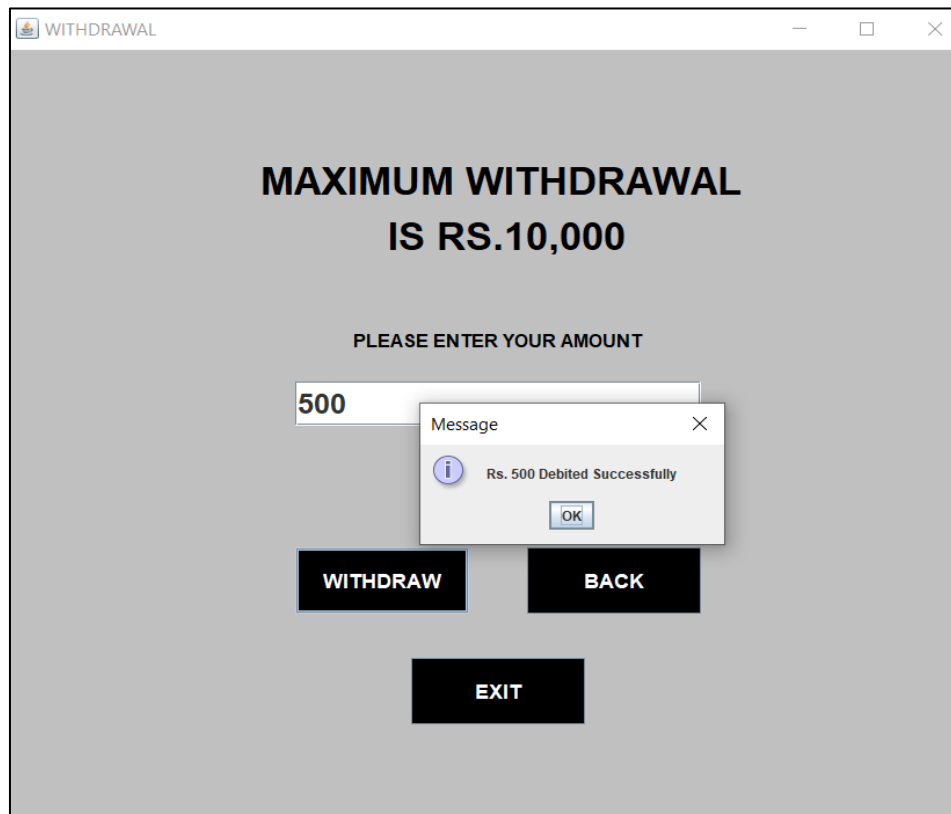 WITHDRAWAL
MAXIMUM WITHDRAWAL
IS RS.10,000
PLEASE ENTER YOUR AMOUNT
500
Message
i
Rs. 500 Debited Successfully
OK
WITHDRAW
BACK
EXIT